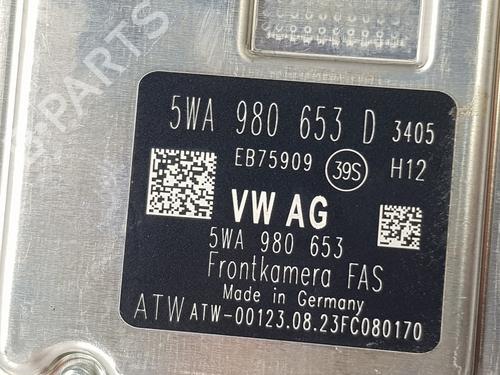 B-PARTS
5WA 980 653 D 3405
EB75909 39S H12
VW AG
5WA 980 653
Frontkamera FAS
Made in Germany
ATW ATW-00123.08.23FC080170